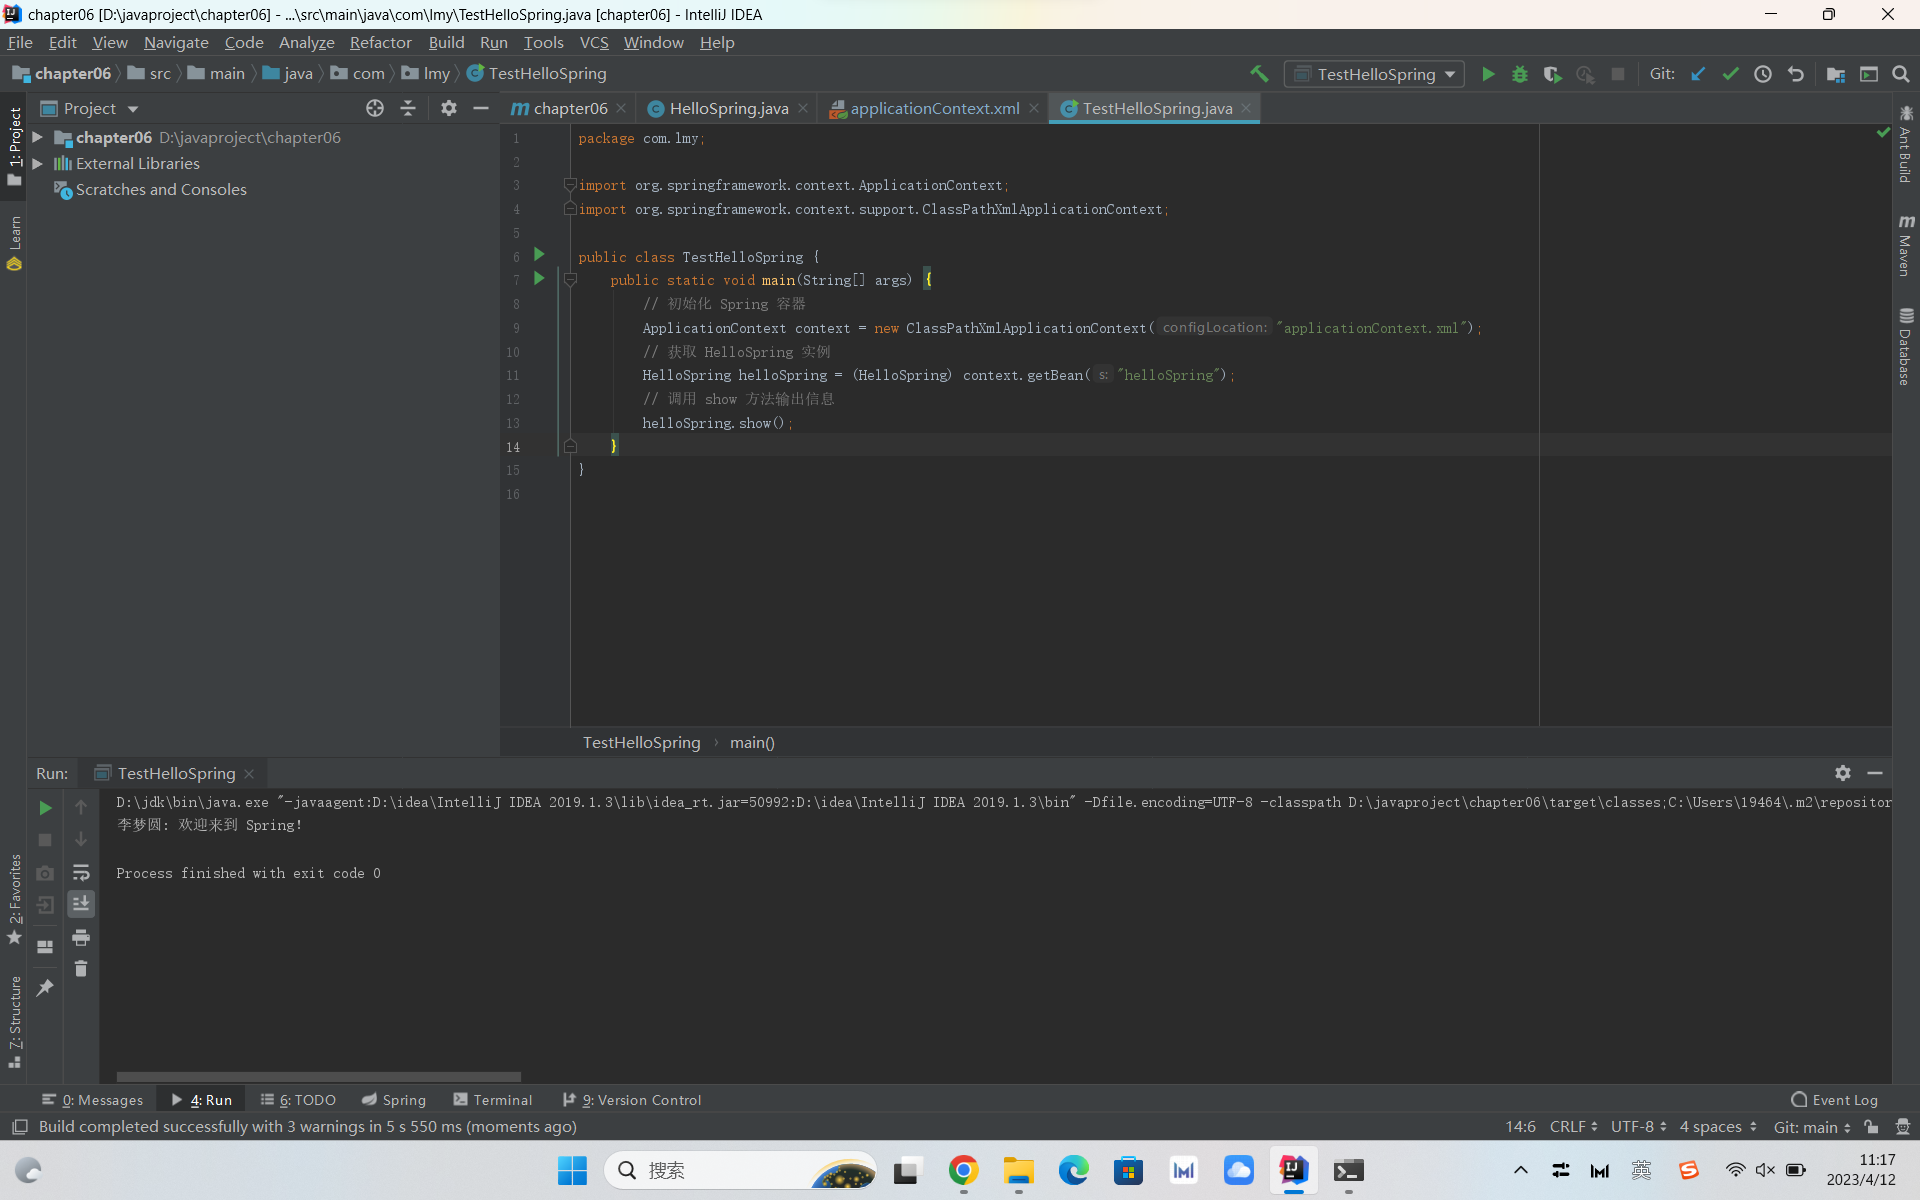 chapter06 [D:\javaproject\chapter06] - ...\src\main\java\com\lmy\TestHelloSpring.java [chapter06] - IntelliJ IDEA
File Edit View Navigate Code Analyze Refactor Build Run Tools VCS Window Help
chapter06 src main java com lmy TestHelloSpring
TestHelloSpring Git:
Project
chapter06 HelloSpring.java applicationContext.xml TestHelloSpring.java
chapter06 D:\javaproject\chapter06
External Libraries
Scratches and Consoles
1: Project
Learn
2: Favorites
7: Structure
1 package com.lmy;
2
3 import org.springframework.context.ApplicationContext;
4 import org.springframework.context.support.ClassPathXmlApplicationContext;
5
6 public class TestHelloSpring {
7 public static void main(String[] args) {
8 // 初始化 Spring 容器
9 ApplicationContext context = new ClassPathXmlApplicationContext( configLocation: "applicationContext.xml");
10 // 获取 HelloSpring 实例
11 HelloSpring helloSpring = (HelloSpring) context.getBean( s: "helloSpring");
12 // 调用 show 方法输出信息
13 helloSpring.show();
14 }
15 }
16
Ant Build
Maven
Database
TestHelloSpring › main()
Run: TestHelloSpring
D:\jdk\bin\java.exe "-javaagent:D:\idea\IntelliJ IDEA 2019.1.3\lib\idea_rt.jar=50992:D:\idea\IntelliJ IDEA 2019.1.3\bin" -Dfile.encoding=UTF-8 -classpath D:\javaproject\chapter06\target\classes;C:\Users\19464\.m2\repositor
李梦圆: 欢迎来到 Spring!
Process finished with exit code 0
0: Messages 4: Run 6: TODO Spring Terminal 9: Version Control Event Log
Build completed successfully with 3 warnings in 5 s 550 ms (moments ago) 14:6 CRLF UTF-8 4 spaces Git: main
搜索
英
11:17
2023/4/12